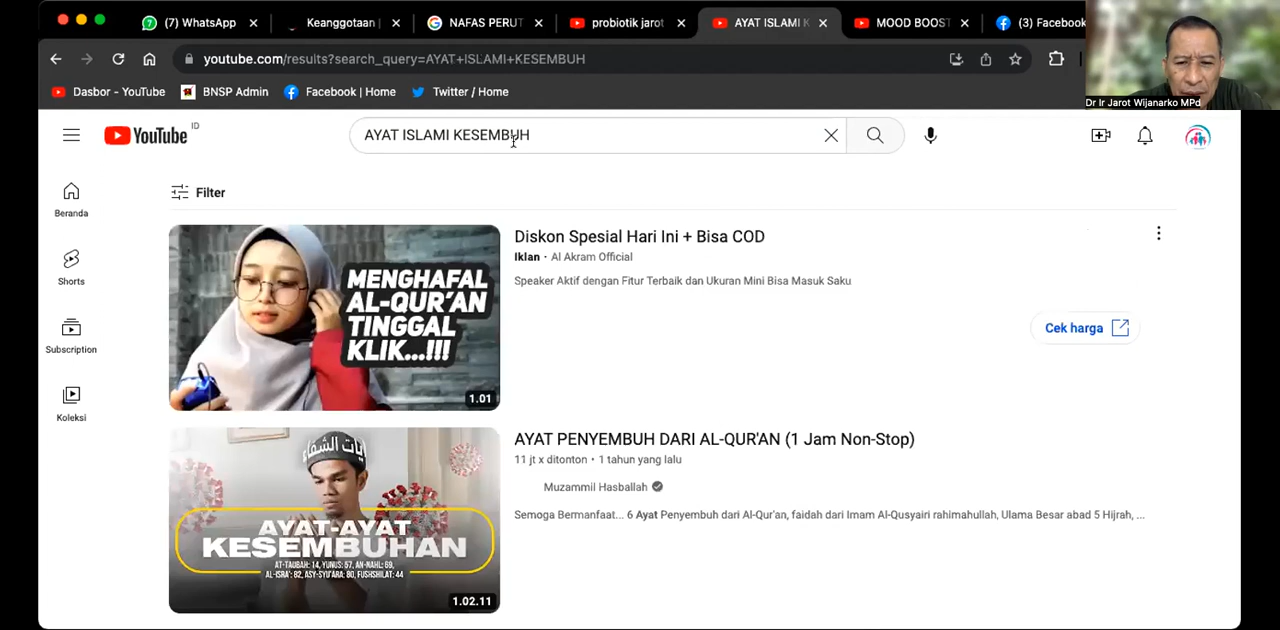 (7) WhatsApp
Keanggotaan
NAFAS PERUT
probiotik jarot
AYAT ISLAMI K
MOOD BOOST
(3) Facebook
youtube.com/results?search_query=AYAT+ISLAMI+KESEMBUH
Dasbor - YouTube
BNSP Admin
Facebook | Home
Twitter / Home
Dr Ir Jarot Wijanarko MPd
YouTube ID
AYAT ISLAMI KESEMBUH
Beranda
Shorts
Subscription
Koleksi
Filter
MENGHAFAL
AL-QUR'AN
TINGGAL
KLIK...!!!
1.01
Diskon Spesial Hari Ini + Bisa COD
Iklan · Al Akram Official
Speaker Aktif dengan Fitur Terbaik dan Ukuran Mini Bisa Masuk Saku
Cek harga
آيات الشفاء
AYAT-AYAT
KESEMBUHAN
AT-TAUBAH: 14, YUNUS: 57, AN-NAHL: 69,
AL-ISRA': 82, ASY-SYU'ARA: 80, FUSHSHILAT: 44
1.02.11
AYAT PENYEMBUH DARI AL-QUR'AN (1 Jam Non-Stop)
11 jt x ditonton · 1 tahun yang lalu
Muzammil Hasballah
Semoga Bermanfaat... 6 Ayat Penyembuh dari Al-Qur'an, faidah dari Imam Al-Qusyairi rahimahullah, Ulama Besar abad 5 Hijrah, ...